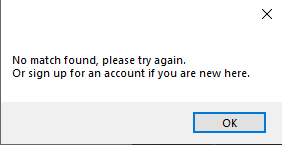 No match found, please try again.
Or sign up for an account if you are new here.
OK